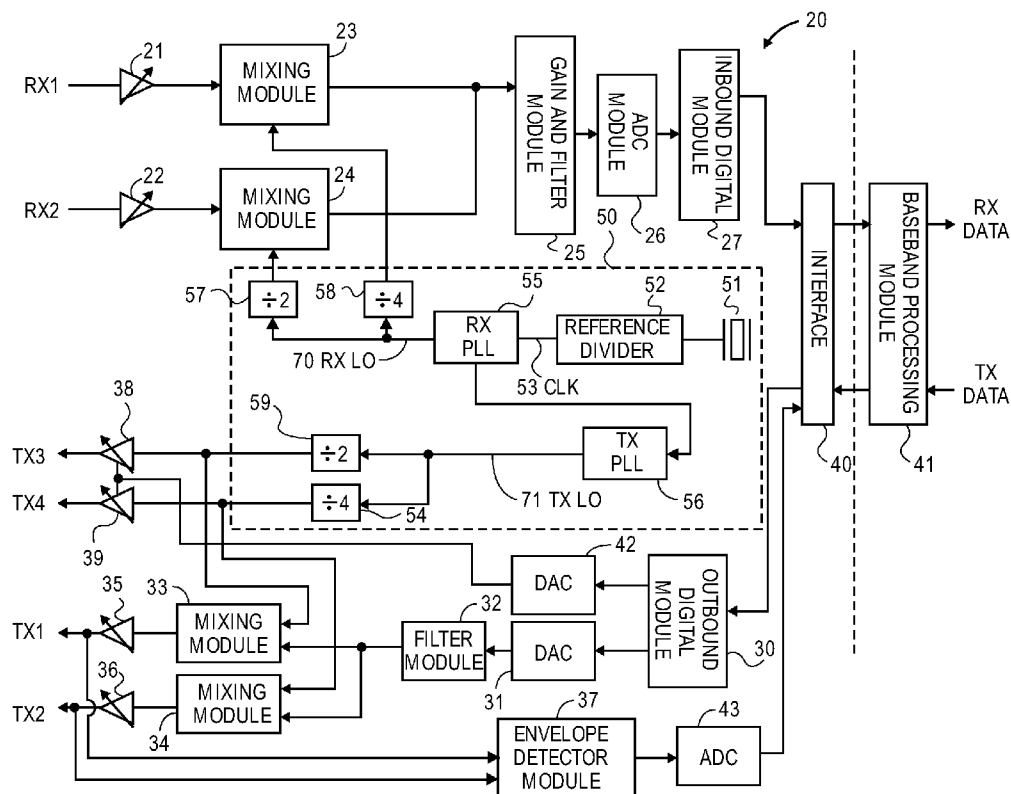 20
21
23
RX1
MIXING
MODULE
22
24
RX2
MIXING
MODULE
GAIN AND FILTER
MODULE
25
ADC
MODULE
26
INBOUND DIGITAL
MODULE
27
50
57
÷2
58
÷4
55
RX
PLL
52
REFERENCE
DIVIDER
51
70 RX LO
53 CLK
INTERFACE
40
BASEBAND PROCESSING
MODULE
41
RX
DATA
TX
DATA
38
TX3
59
÷2
TX
PLL
56
TX4
39
÷4
54
71 TX LO
42
DAC
OUTBOUND
DIGITAL
MODULE
30
35
33
TX1
MIXING
MODULE
32
FILTER
MODULE
DAC
31
36
TX2
MIXING
MODULE
34
37
ENVELOPE
DETECTOR
MODULE
43
ADC